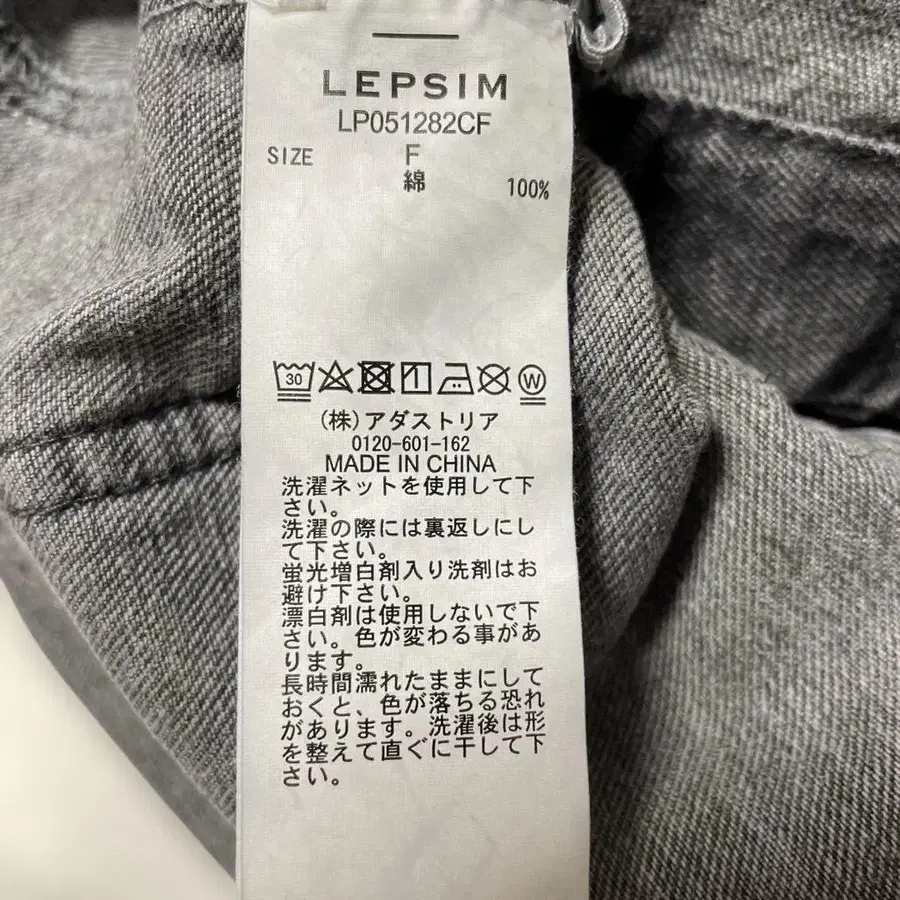 LEPSIM
LP051282CF
SIZE F
綿 100%
30
W
(株)アダストリア
0120-601-162
MADE IN CHINA
洗濯ネットを使用して下
さい。
洗濯の際には裏返しにし
て下さい。
蛍光増白剤入り洗剤はお
避け下さい。
漂白剤は使用しないで下
さい。色が変わる事があ
ります。
長時間濡れたままにして
おくと、色が落ちる恐れ
があります。洗濯後は形
を整えて直ぐに干して下
さい。